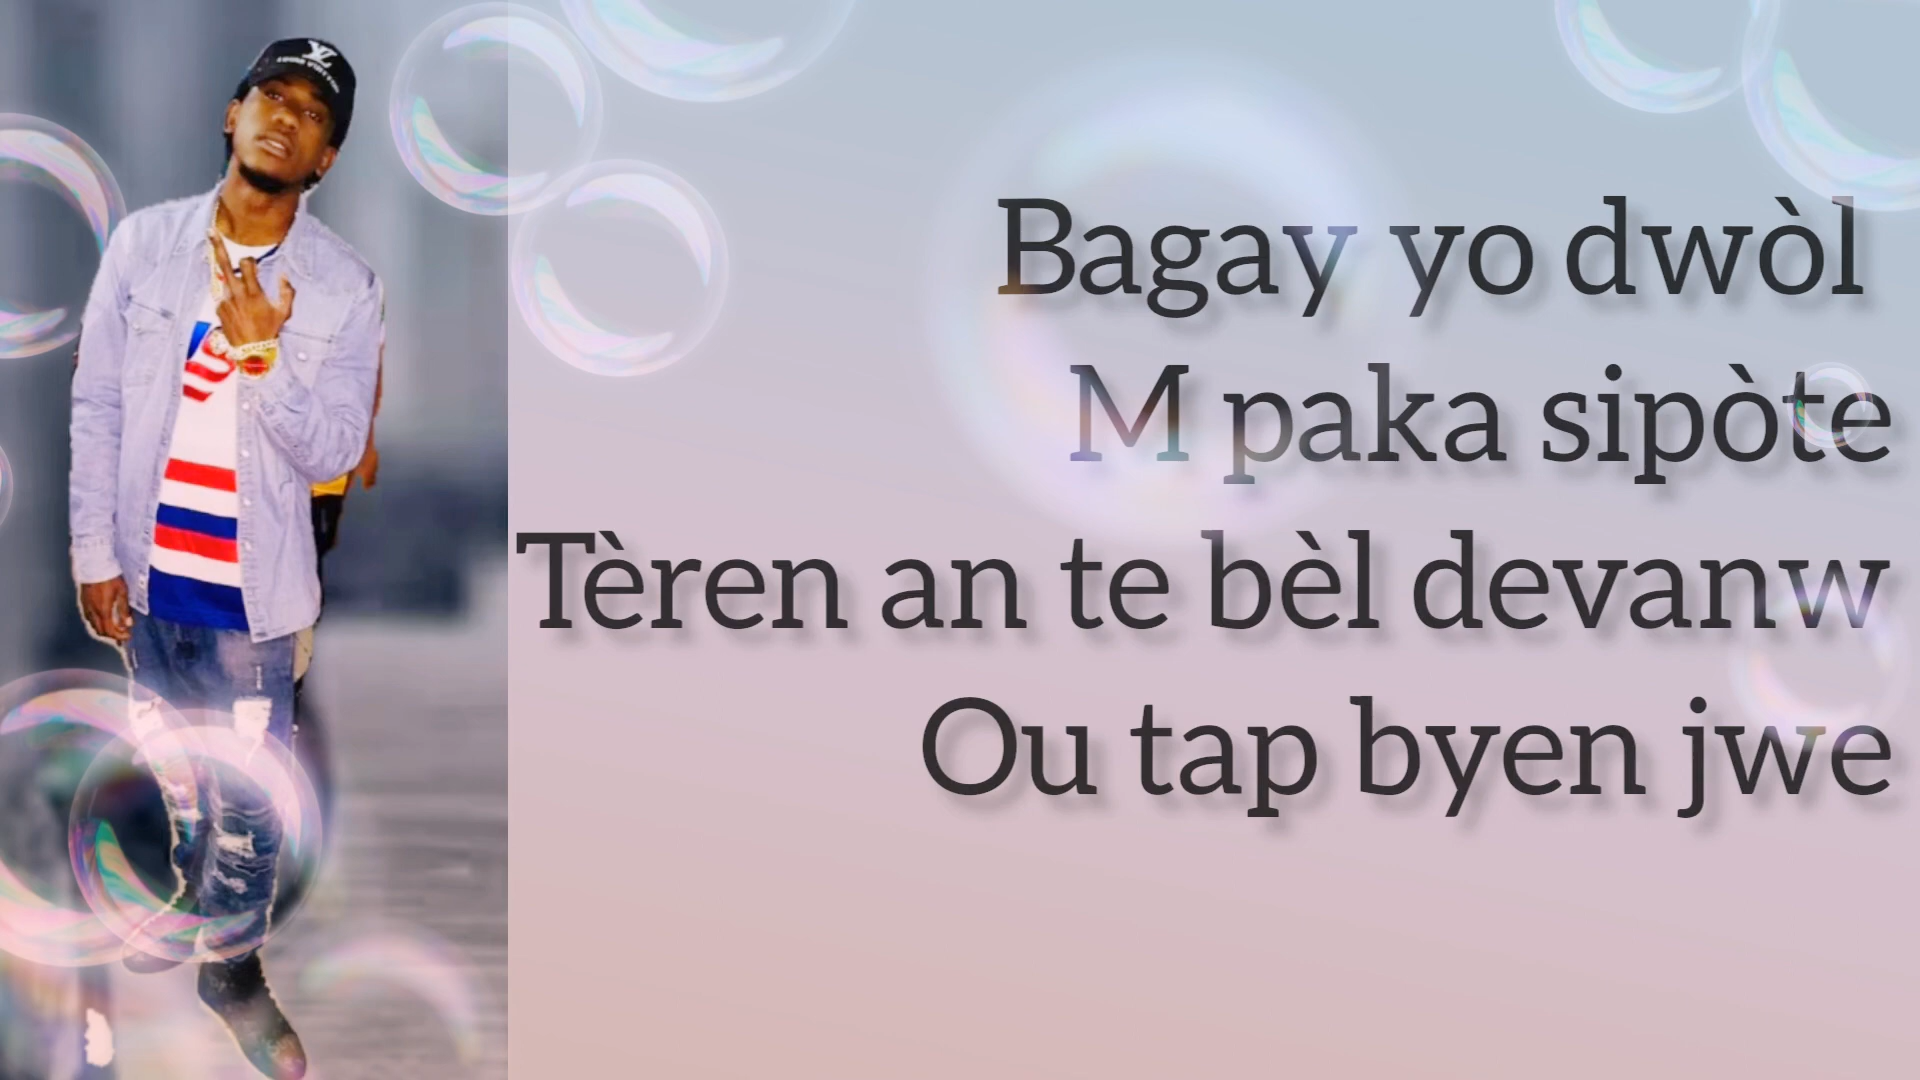 Bagay yo dwòl
M paka sipòte
Tèren an te bèl devanw
Ou tap byen jwe